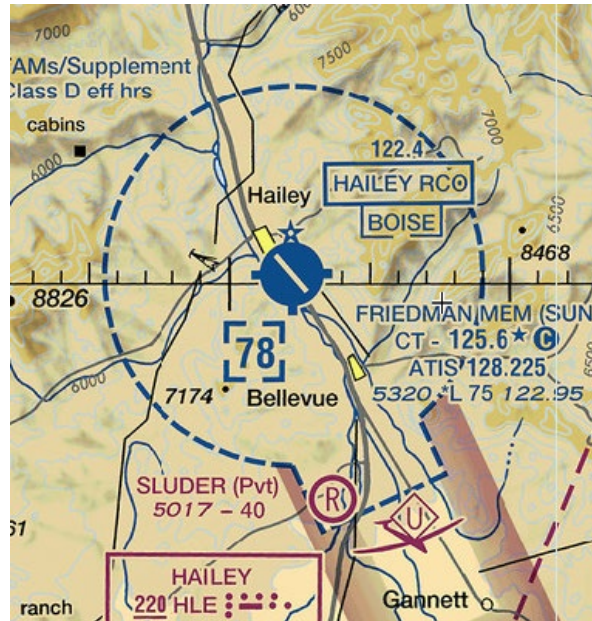 7000
7500
TAMs/Supplement
Class D eff hrs
cabins
6000
7000
122.4
HAILEY RCO
Hailey
BOISE
6500
8468
8826
FRIEDMAN MEM (SUN
CT - 125.6 ★ C
78
ATIS 128.225
6000
7174
Bellevue
5320 *L 75 122.95
SLUDER (Pvt)
5017 - 40
R
U
61
HAILEY
220 HLE
Gannett
ranch